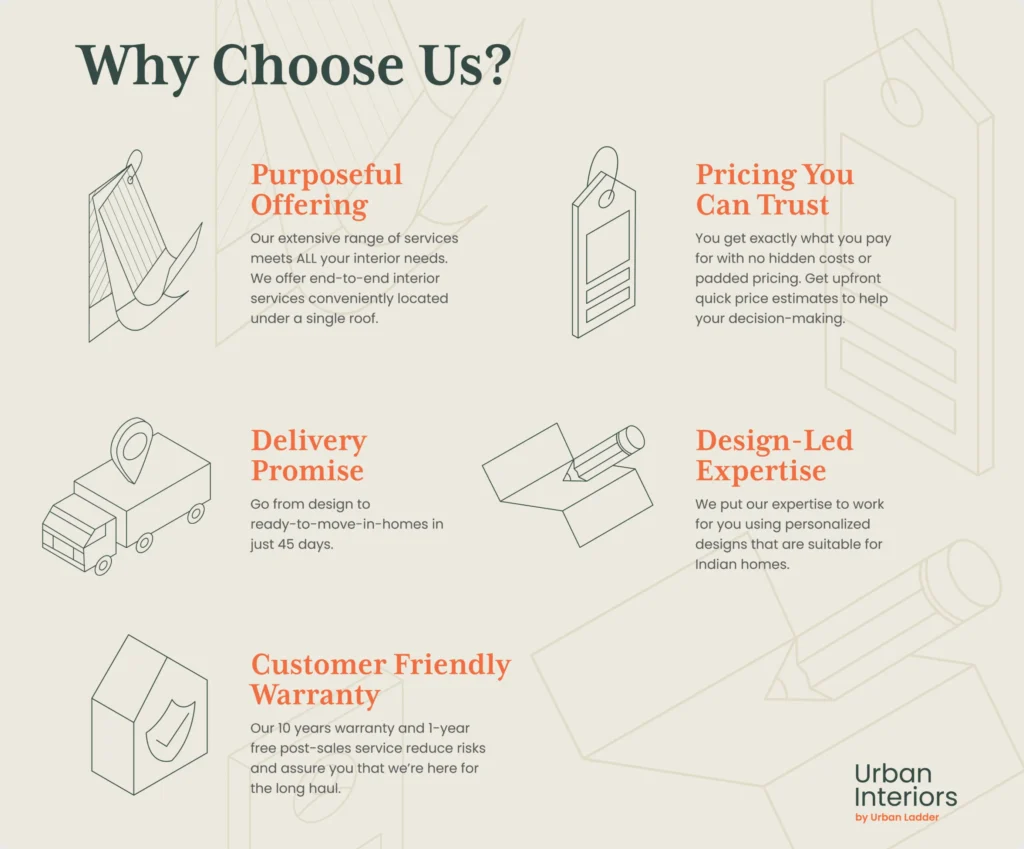 Why Choose Us?
Purposeful
Offering
Our extensive range of services
meets ALL your interior needs.
We offer end-to-end interior
services conveniently located
under a single roof.
Pricing You
Can Trust
You get exactly what you pay
for with no hidden costs or
padded pricing. Get upfront
quick price estimates to help
your decision-making.
Delivery
Promise
Go from design to
ready-to-move-in-homes in
just 45 days.
Design-Led
Expertise
We put our expertise to work
for you using personalized
designs that are suitable for
Indian homes.
Customer Friendly
Warranty
Our 10 years warranty and 1-year
free post-sales service reduce risks
and assure you that we’re here for
the long haul.
Urban
Interiors
by Urban Ladder